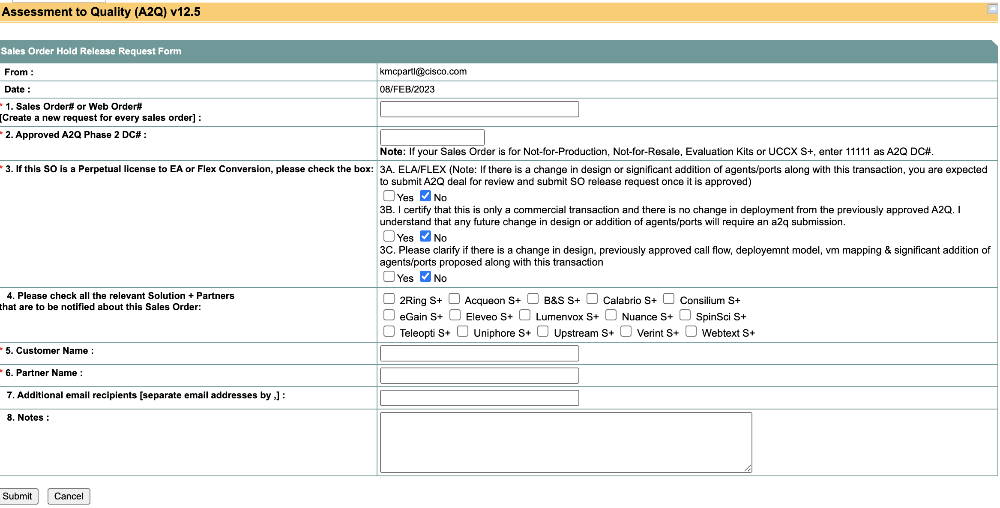 Assessment to Quality (A2Q) v12.5
Sales Order Hold Release Request Form
From :
kmcpartl@cisco.com
Date :
08/FEB/2023
* 1. Sales Order# or Web Order#
[Create a new request for every sales order] :
* 2. Approved A2Q Phase 2 DC# :
Note: If your Sales Order is for Not-for-Production, Not-for-Resale, Evaluation Kits or UCCX S+, enter 11111 as A2Q DC#.
* 3. If this SO is a Perpetual license to EA or Flex Conversion, please check the box:
3A. ELA/FLEX (Note: If there is a change in design or significant addition of agents/ports along with this transaction, you are expected
to submit A2Q deal for review and submit SO release request once it is approved)
Yes No
3B. I certify that this is only a commercial transaction and there is no change in deployment from the previously approved A2Q. I
understand that any future change in design or addition of agents/ports will require an a2q submission.
Yes No
3C. Please clarify if there is a change in design, previously approved call flow, deployemnt model, vm mapping & significant addition of
agents/ports proposed along with this transaction
Yes No
4. Please check all the relevant Solution + Partners
that are to be notified about this Sales Order:
2Ring S+ Acqueon S+ B&S S+ Calabrio S+ Consilium S+
eGain S+ Eleveo S+ Lumenvox S+ Nuance S+ SpinSci S+
Teleopti S+ Uniphore S+ Upstream S+ Verint S+ Webtext S+
* 5. Customer Name :
* 6. Partner Name :
7. Additional email recipients [separate email addresses by ,] :
8. Notes :
Submit Cancel